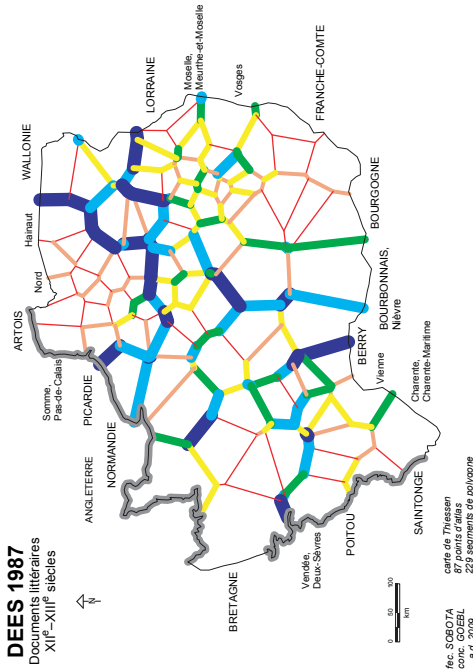 DEES 1987
Documents littéraires
XIIᵉ–XIIIᵉ siècles
N
ANGLETERRE
NORMANDIE
PICARDIE
Somme,
Pas-de-Calais
ARTOIS
Nord
Hainaut
WALLONIE
LORRAINE
Moselle,
Meurthe-et-Moselle
Vosges
FRANCHE-COMTE
BOURGOGNE
BOURBONNAIS,
Nièvre
BERRY
Vienne
Charente,
Charente-Maritime
SAINTONGE
POITOU
Vendée,
Deux-Sèvres
BRETAGNE
0 50 100
km
fec. SOBOTA
conc. GOEBL
a.d. 2009
carte de Thiessen
87 points d'atlas
229 segments de polygone